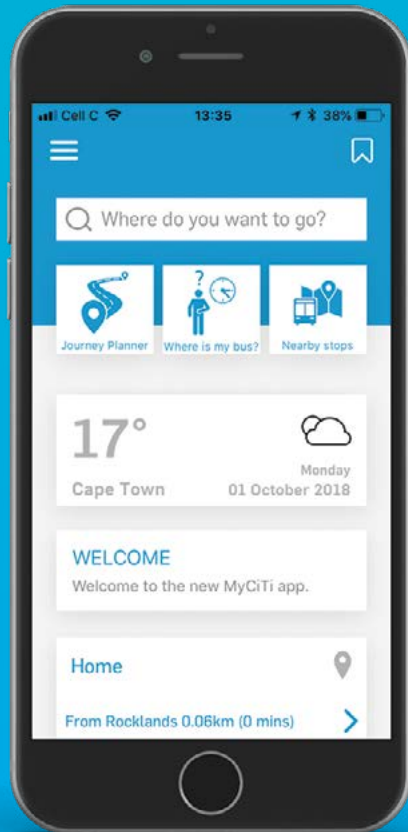 Cell C 13:35 38%
Where do you want to go?
?
Journey Planner Where is my bus? Nearby stops
17°
Monday
Cape Town 01 October 2018
WELCOME
Welcome to the new MyCiTi app.
Home
From Rocklands 0.06km (0 mins)